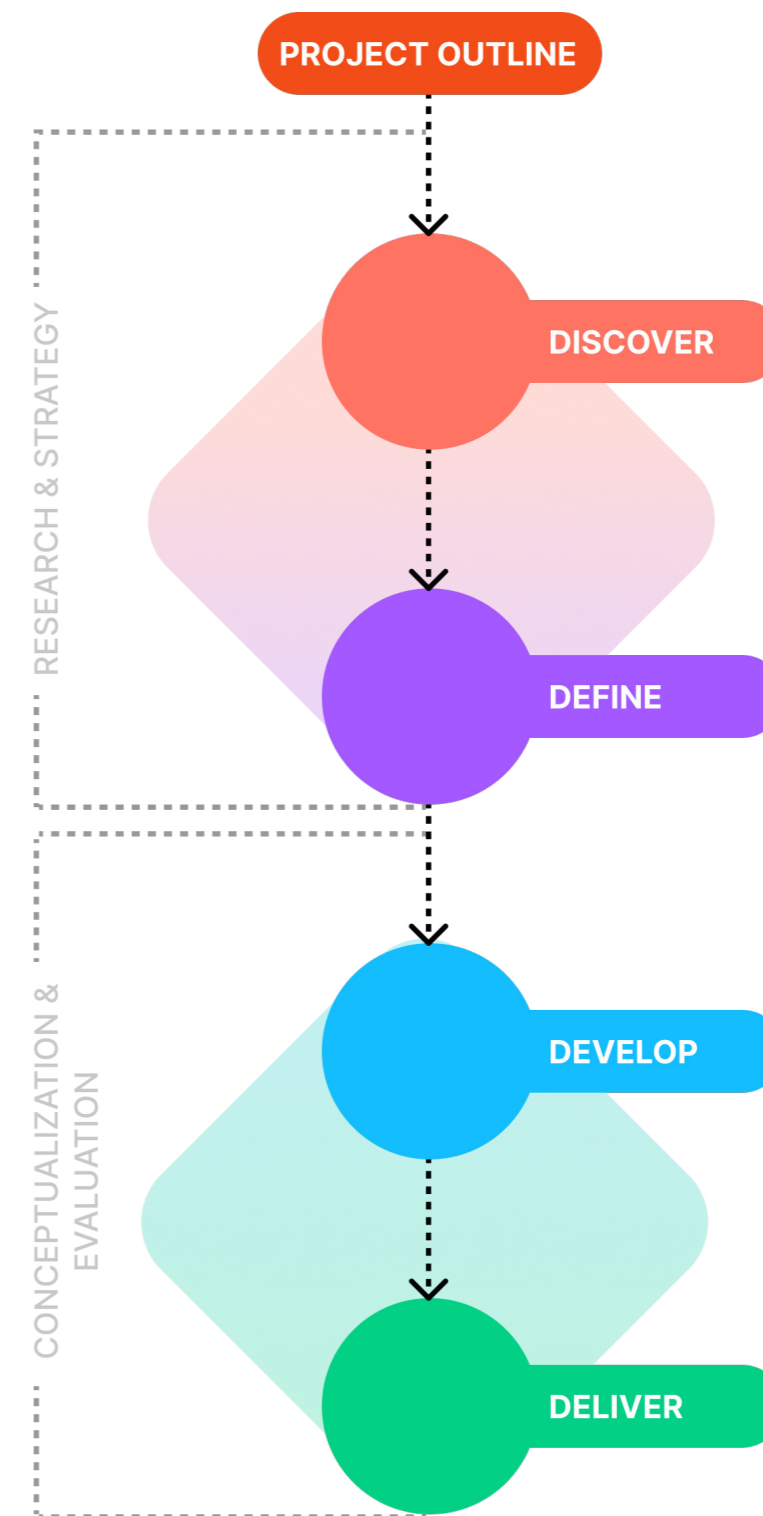 PROJECT OUTLINE
RESEARCH & STRATEGY
DISCOVER
DEFINE
CONCEPTUALIZATION &
EVALUATION
DEVELOP
DELIVER